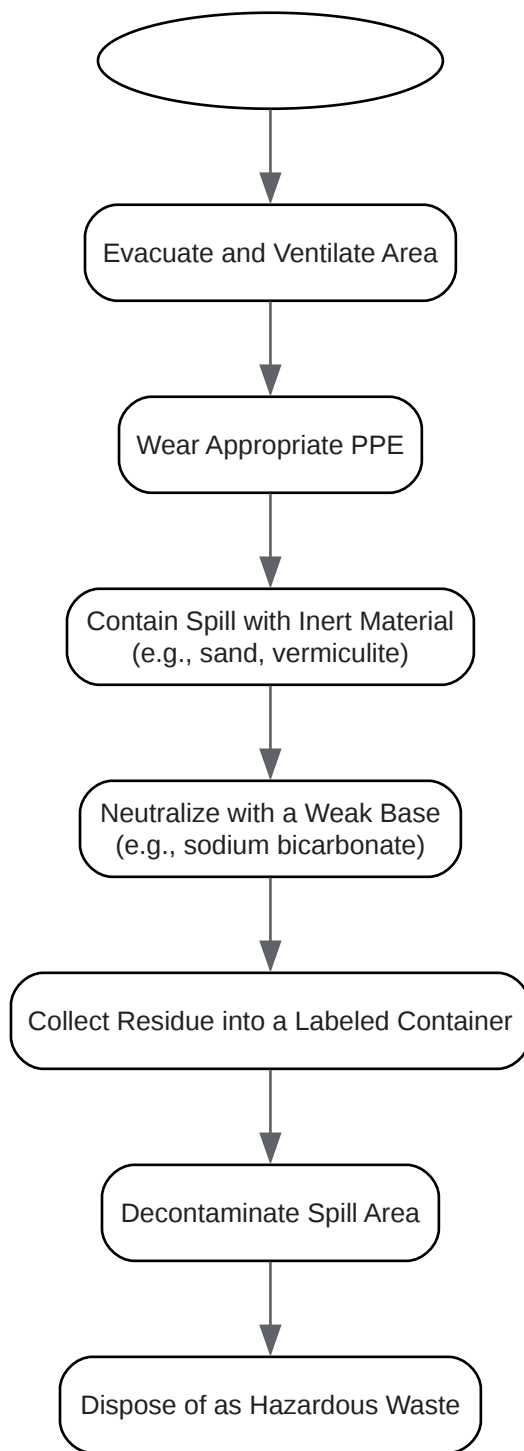 Evacuate and Ventilate Area
Wear Appropriate PPE
Contain Spill with Inert Material
(e.g., sand, vermiculite)
Neutralize with a Weak Base
(e.g., sodium bicarbonate)
Collect Residue into a Labeled Container
Decontaminate Spill Area
Dispose of as Hazardous Waste